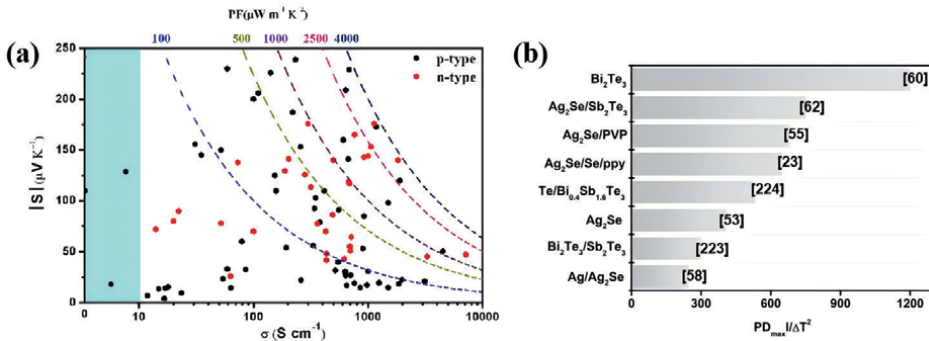 PF(μW m⁻¹ K⁻²)
(a)
100 500 1000 2500 4000
p-type
n-type
250
200
150
100
50
0
|S|(μV K⁻¹)
0 10 100 1000 10000
σ (S cm⁻¹)
(b)
Bi₂Te₃ [60]
Ag₂Se/Sb₂Te₃ [62]
Ag₂Se/PVP [55]
Ag₂Se/Se/ppy [23]
Te/Bi₀.₄Sb₁.₆Te₃ [224]
Ag₂Se [53]
Bi₂Te₃/Sb₂Te₃ [223]
Ag/Ag₂Se [58]
0 300 600 900 1200
PDₘₐₓl/ΔT²